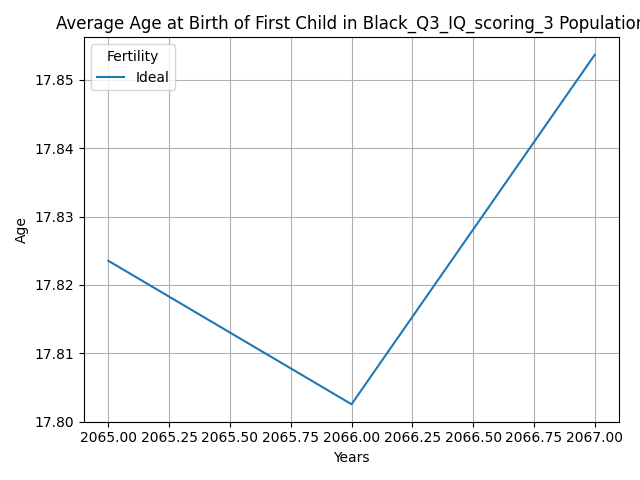 Average Age at Birth of First Child in Black_Q3_IQ_scoring_3 Population
Fertility
Ideal
17.85
17.84
17.83
17.82
17.81
17.80
Age
2065.00 2065.25 2065.50 2065.75 2066.00 2066.25 2066.50 2066.75 2067.00
Years